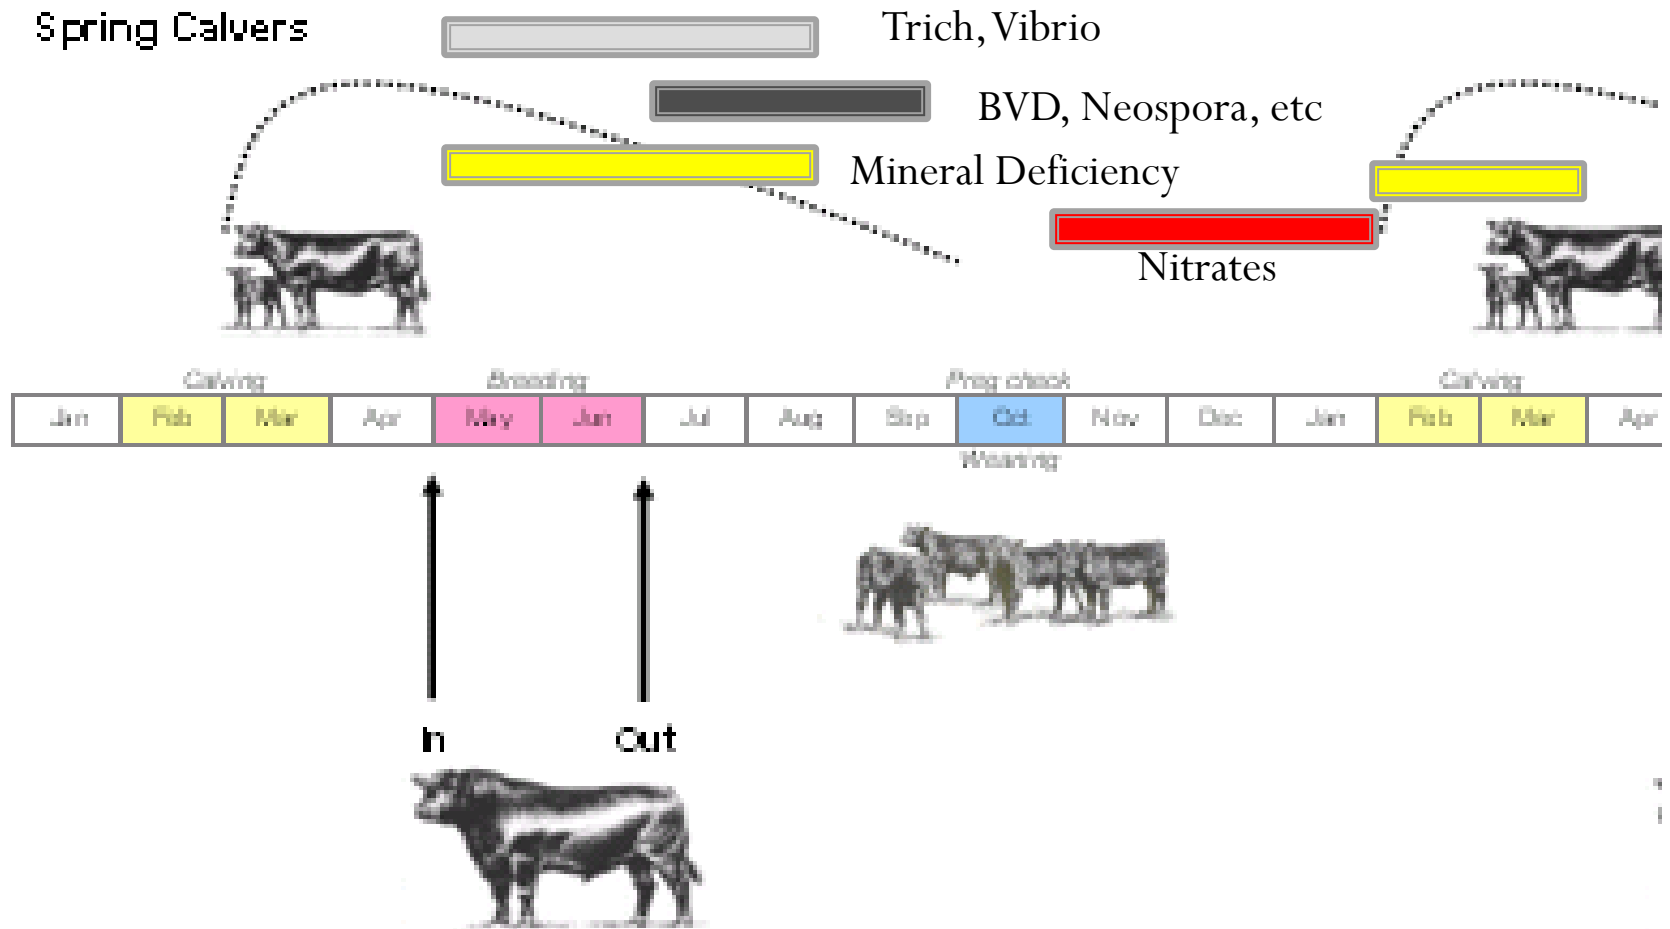 Spring Calvers
Trich, Vibrio
BVD, Neospora, etc
Mineral Deficiency
Nitrates
Calving Breeding Preg check Calving
Jan Feb Mar Apr May Jun Jul Aug Sep Oct Nov Dec Jan Feb Mar Apr
Weaning
In Out